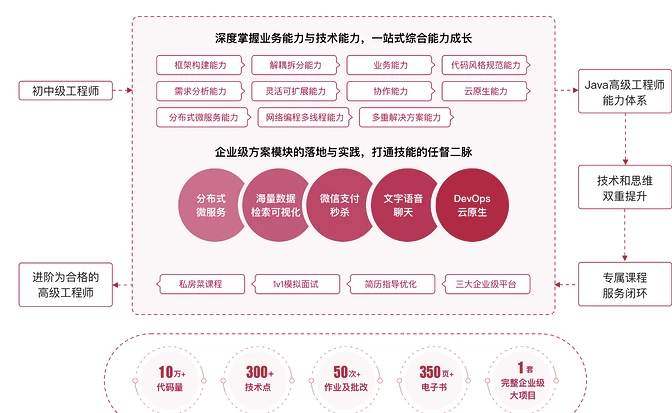 深度掌握业务能力与技术能力，一站式综合能力成长
框架构建能力
解耦拆分能力
业务能力
代码风格规范能力
初中级工程师
需求分析能力
灵活可扩展能力
协作能力
云原生能力
Java高级工程师
能力体系
分布式微服务能力
网络编程多线程能力
多重解决方案能力
企业级方案模块的落地与实践，打通技能的任督二脉
分布式
微服务
海量数据
检索可视化
微信支付
秒杀
文字语音
聊天
DevOps
云原生
技术和思维
双重提升
进阶为合格的
高级工程师
私房菜课程
1v1模拟面试
简历指导优化
三大企业级平台
专属课程
服务闭环
10万+
代码量
300+
技术点
50次+
作业及批改
350页+
电子书
1套
完整企业级
大项目